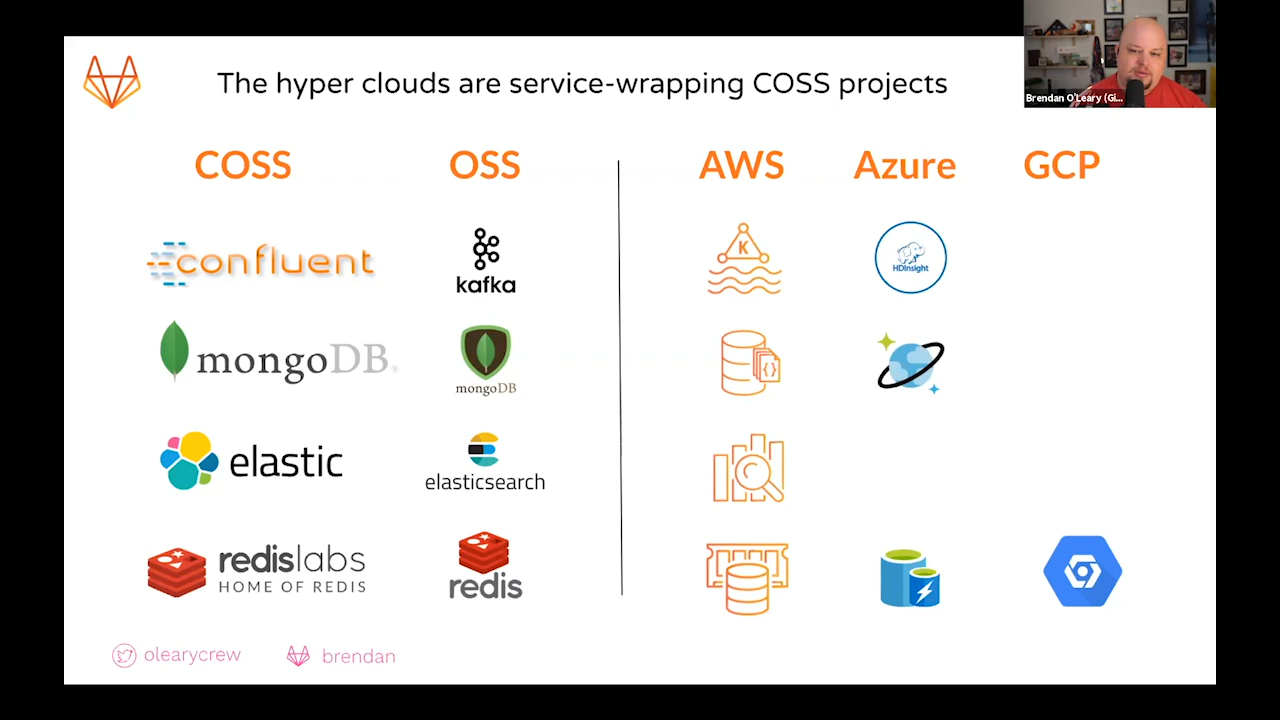 The hyper clouds are service-wrapping COSS projects
Brendan O'Leary (Gi...
COSS OSS AWS Azure GCP
confluent kafka K HDInsight
mongoDB® mongoDB {}
elastic elasticsearch
redislabs redis
HOME OF REDIS
olearycrew brendan